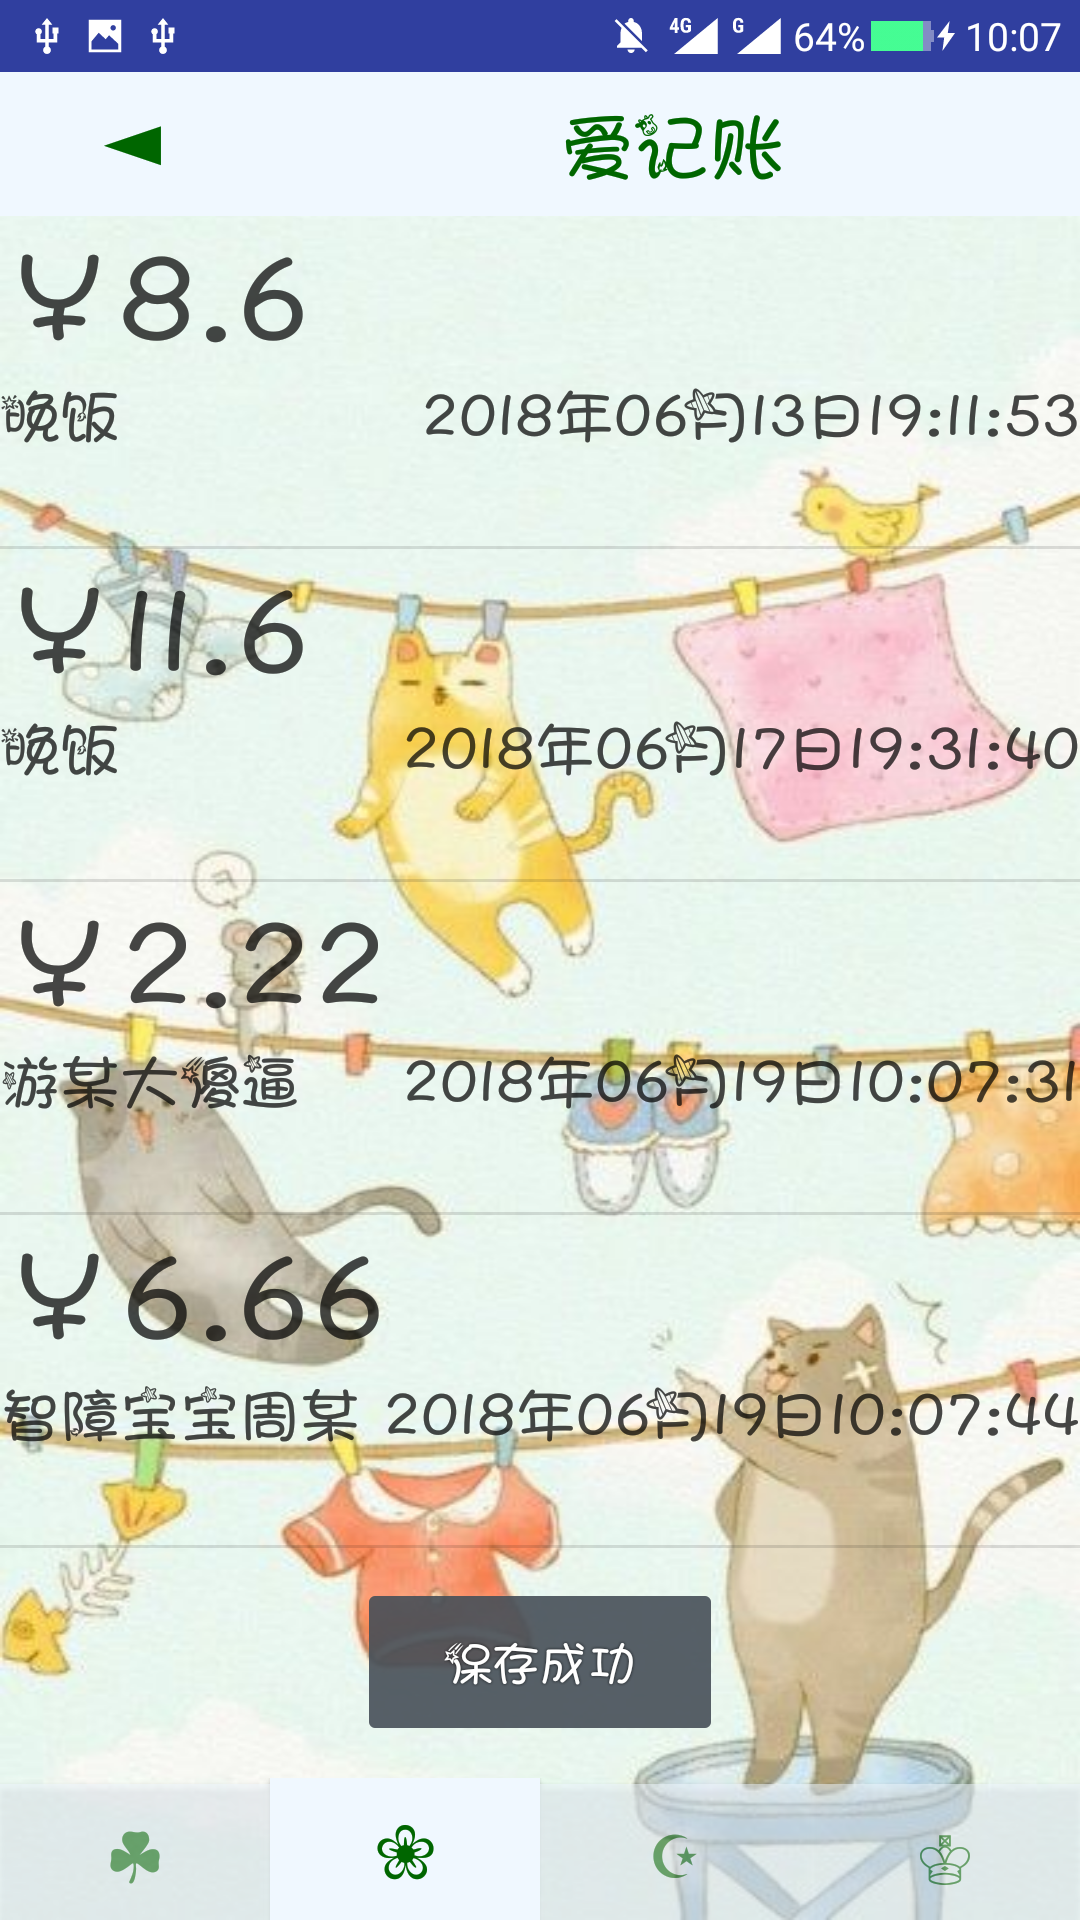 4G G 64% 10:07
爱记账
￥8.6
晚饭 2018年06月13日19:11:53
￥11.6
晚饭 2018年06月17日19:31:40
￥2.22
游某大傻逼 2018年06月19日10:07:31
￥6.66
智障宝宝周某 2018年06月19日10:07:44
保存成功